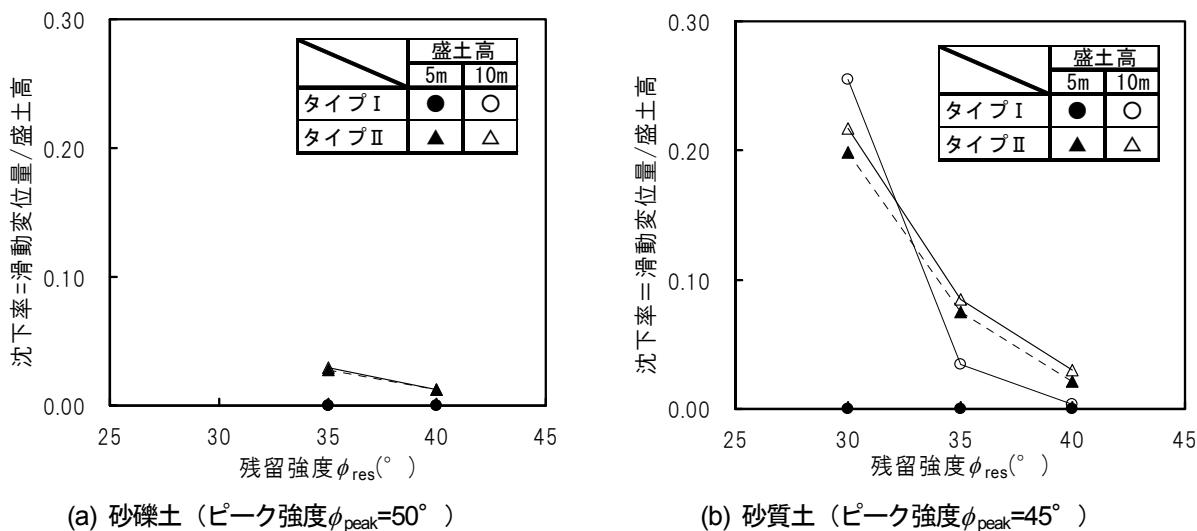 沈下率=滑動変位量/盛土高
0.30
0.20
0.10
0.00
25
30
35
40
45
残留強度ϕres(°)
盛土高
5m 10m
タイプⅠ ● ○
タイプⅡ ▲ △
(a) 砂礫土（ピーク強度ϕpeak=50°）
沈下率＝滑動変位量/盛土高
0.30
0.20
0.10
0.00
25
30
35
40
45
残留強度ϕres(°)
盛土高
5m 10m
タイプⅠ ● ○
タイプⅡ ▲ △
(b) 砂質土（ピーク強度ϕpeak=45°）